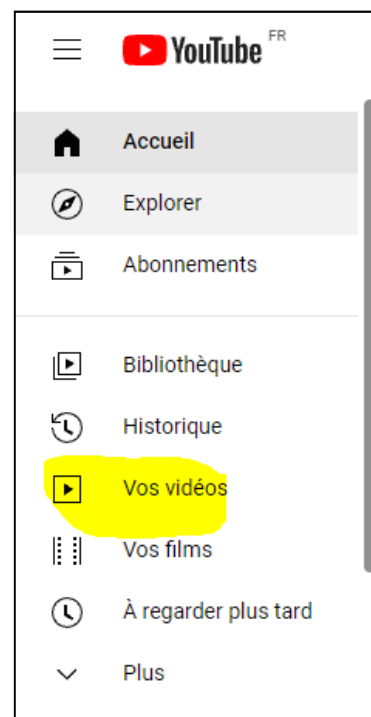 YouTube FR
Accueil
Explorer
Abonnements
Bibliothèque
Historique
Vos vidéos
Vos films
À regarder plus tard
Plus